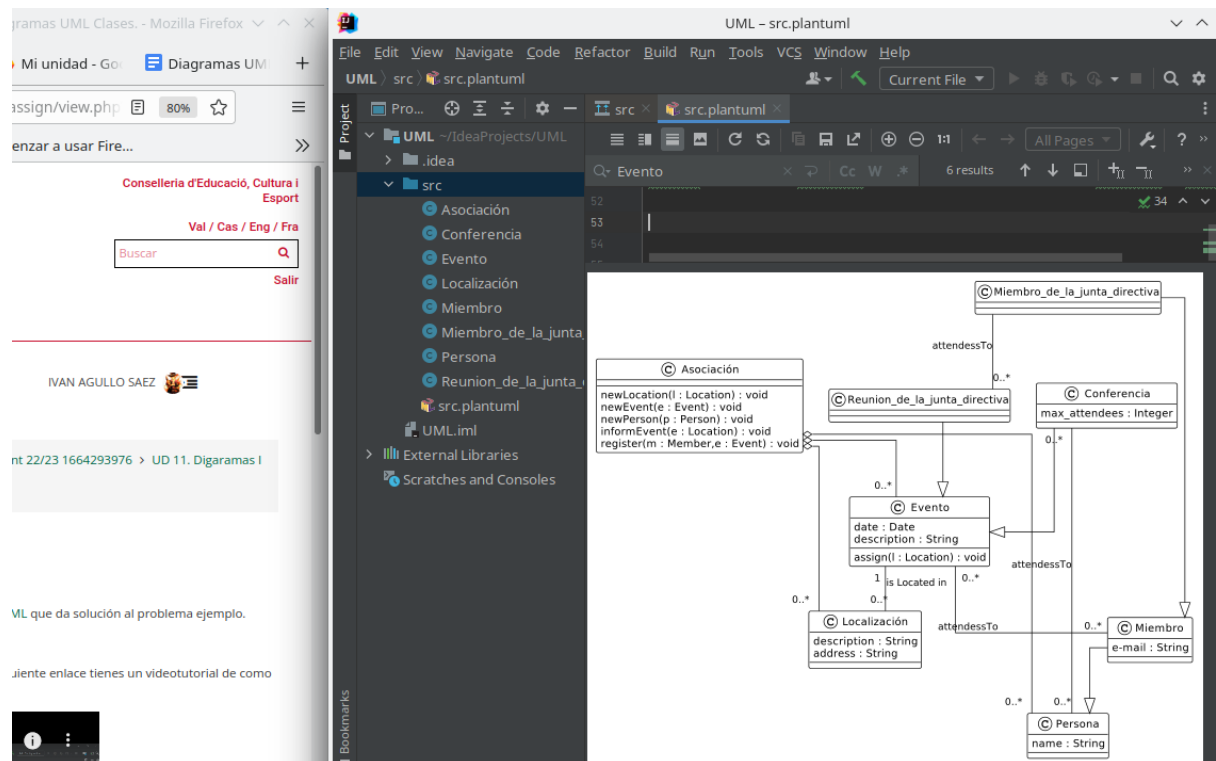 gramas UML Clases. - Mozilla Firefox
Mi unidad - Go
Diagramas UM
assign/view.php
80%
enzar a usar Fire...
Conselleria d'Educació, Cultura i
Esport
Val / Cas / Eng / Fra
Buscar
Salir
IVAN AGULLO SAEZ
nt 22/23 1664293976 > UD 11. Digaramas I
ML que da solución al problema ejemplo.
uiente enlace tienes un videotutorial de como
UML – src.plantuml
File Edit View Navigate Code Refactor Build Run Tools VCS Window Help
UML src src.plantuml
Current File
Project
Pro...
src
src.plantuml
UML ~/IdeaProjects/UML
.idea
src
Asociación
Conferencia
Evento
Localización
Miembro
Miembro_de_la_junta_
Persona
Reunion_de_la_junta_
src.plantuml
UML.iml
External Libraries
Scratches and Consoles
Bookmarks
1:1
All Pages
?
Evento
Cc W .*
6 results
52
34
53
54
Miembro_de_la_junta_directiva
attendessTo
0..*
Asociación
newLocation(l : Location) : void
newEvent(e : Event) : void
newPerson(p : Person) : void
informEvent(e : Location) : void
register(m : Member,e : Event) : void
Reunion_de_la_junta_directiva
Conferencia
max_attendees : Integer
0..*
0..*
Evento
date : Date
description : String
assign(l : Location) : void
attendessTo
1
is Located in
0..*
0..*
0..*
Localización
description : String
address : String
attendessTo
0..*
Miembro
e-mail : String
0..*
0..*
Persona
name : String